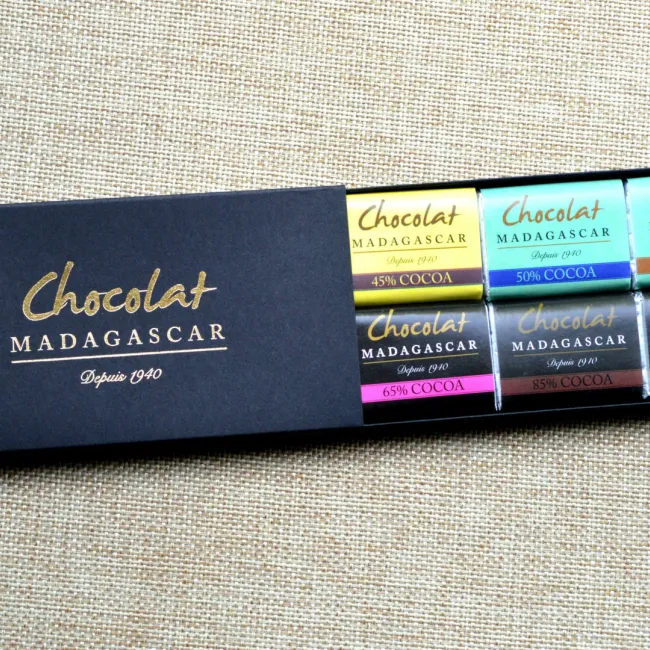 Chocolat
MADAGASCAR
Depuis 1940
Chocolat
MADAGASCAR
Depuis 1940
45% COCOA
Chocolat
MADAGASCAR
Depuis 1940
50% COCOA
Chocolat
MADAGASCAR
Depuis 1940
65% COCOA
Chocolat
MADAGASCAR
Depuis 1940
85% COCOA